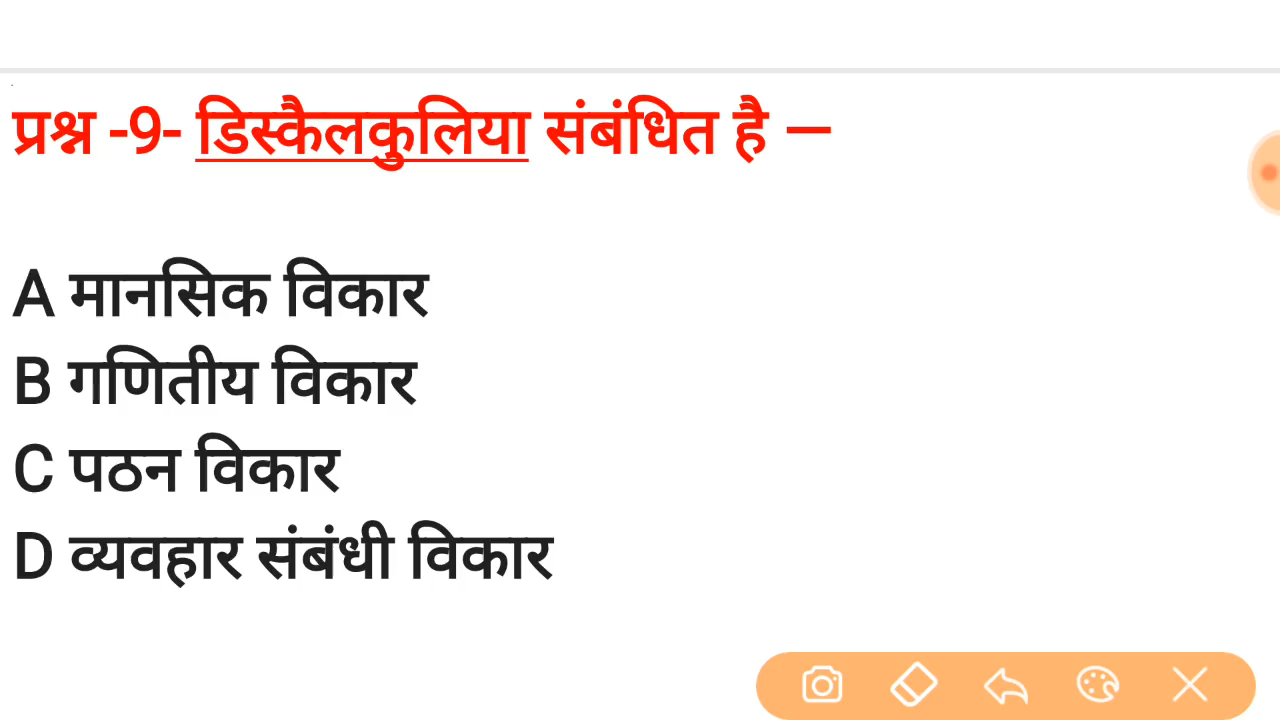 प्रश्न -9- डिस्कैलकुलिया संबंधित है —
A मानसिक विकार
B गणितीय विकार
C पठन विकार
D व्यवहार संबंधी विकार